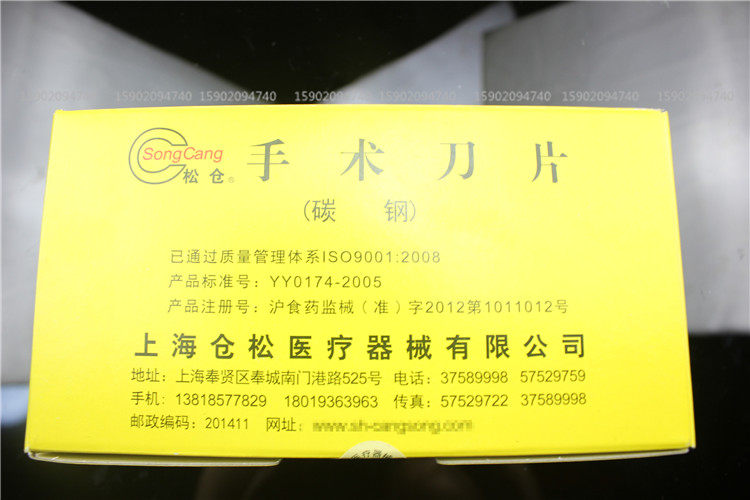 15902094740 15902094740 15902094740 15902094740 15902094740 15902094740 15902094740
SongCang
松仓®
手术刀片
(碳 钢)
已通过质量管理体系ISO9001:2008
产品标准号：YY0174-2005
产品注册号：沪食药监械（准）字2012第1011012号
上海仓松医疗器械有限公司
地址：上海奉贤区奉城南门港路525号 电话：37589998 57529759
手机：13818577829 18019363963 传真：57529722 37589998
邮政编码：201411 网址：www.sh-cangsong.com